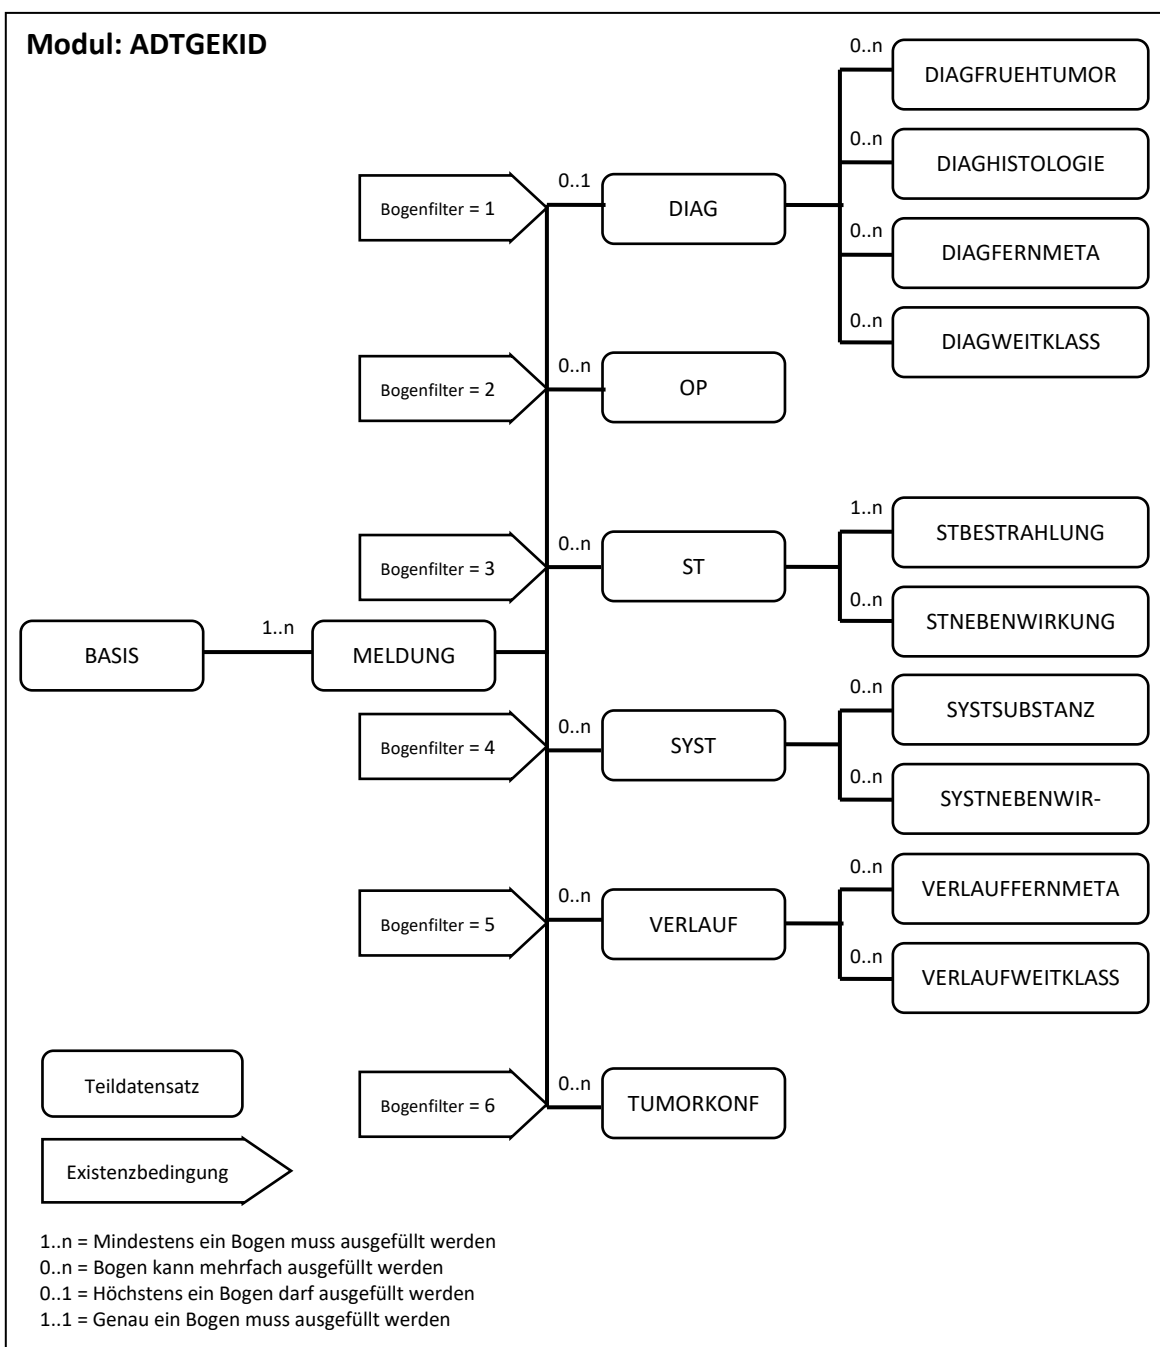 Modul: ADTGEKID
0..n
DIAGFRUEHTUMOR
0..n
DIAGHISTOLOGIE
Bogenfilter = 1
0..1
DIAG
0..n
DIAGFERNMETA
0..n
DIAGWEITKLASS
Bogenfilter = 2
0..n
OP
1..n
STBESTRAHLUNG
Bogenfilter = 3
0..n
ST
0..n
STNEBENWIRKUNG
BASIS
1..n
MELDUNG
0..n
SYSTSUBSTANZ
Bogenfilter = 4
0..n
SYST
0..n
SYSTNEBENWIR-
0..n
VERLAUFFERNMETA
Bogenfilter = 5
0..n
VERLAUF
0..n
VERLAUFWEITKLASS
Bogenfilter = 6
0..n
TUMORKONF
Teildatensatz
Existenzbedingung
1..n = Mindestens ein Bogen muss ausgefüllt werden
0..n = Bogen kann mehrfach ausgefüllt werden
0..1 = Höchstens ein Bogen darf ausgefüllt werden
1..1 = Genau ein Bogen muss ausgefüllt werden